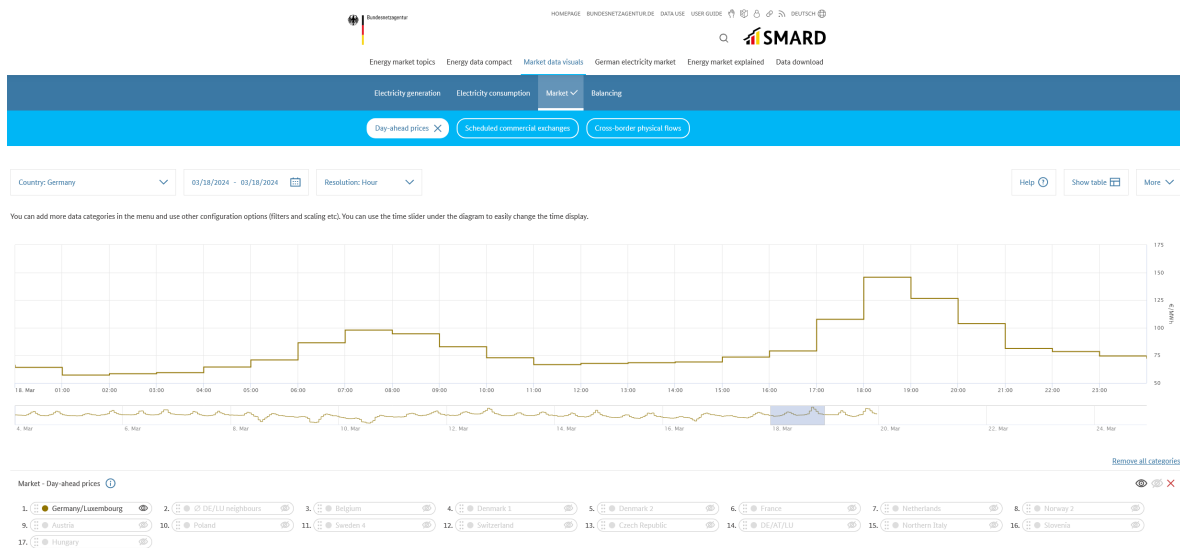 Bundesnetzagentur
HOMEPAGE BUNDESNETZAGENTUR.DE DATA USE USER GUIDE DEUTSCH
SMARD
Energy market topics Energy data compact Market data visuals German electricity market Energy market explained Data download
Electricity generation Electricity consumption Market Balancing
Day-ahead prices Scheduled commercial exchanges Cross-border physical flows
Country: Germany 03/18/2024 - 03/18/2024 Resolution: Hour Help Show table More
You can add more data categories in the menu and use other configuration options (filters and scaling etc). You can use the time slider under the diagram to easily change the time display.
175
150
125
100
75
50
€/MWh
18. Mar 01:00 02:00 03:00 04:00 05:00 06:00 07:00 08:00 09:00 10:00 11:00 12:00 13:00 14:00 15:00 16:00 17:00 18:00 19:00 20:00 21:00 22:00 23:00
4. Mar 6. Mar 8. Mar 10. Mar 12. Mar 14. Mar 16. Mar 18. Mar 20. Mar 22. Mar 24. Mar
Remove all categories
Market - Day-ahead prices
1. Germany/Luxembourg 2. Ø DE/LU neighbours 3. Belgium 4. Denmark 1 5. Denmark 2 6. France 7. Netherlands 8. Norway 2
9. Austria 10. Poland 11. Sweden 4 12. Switzerland 13. Czech Republic 14. DE/AT/LU 15. Northern Italy 16. Slovenia
17. Hungary